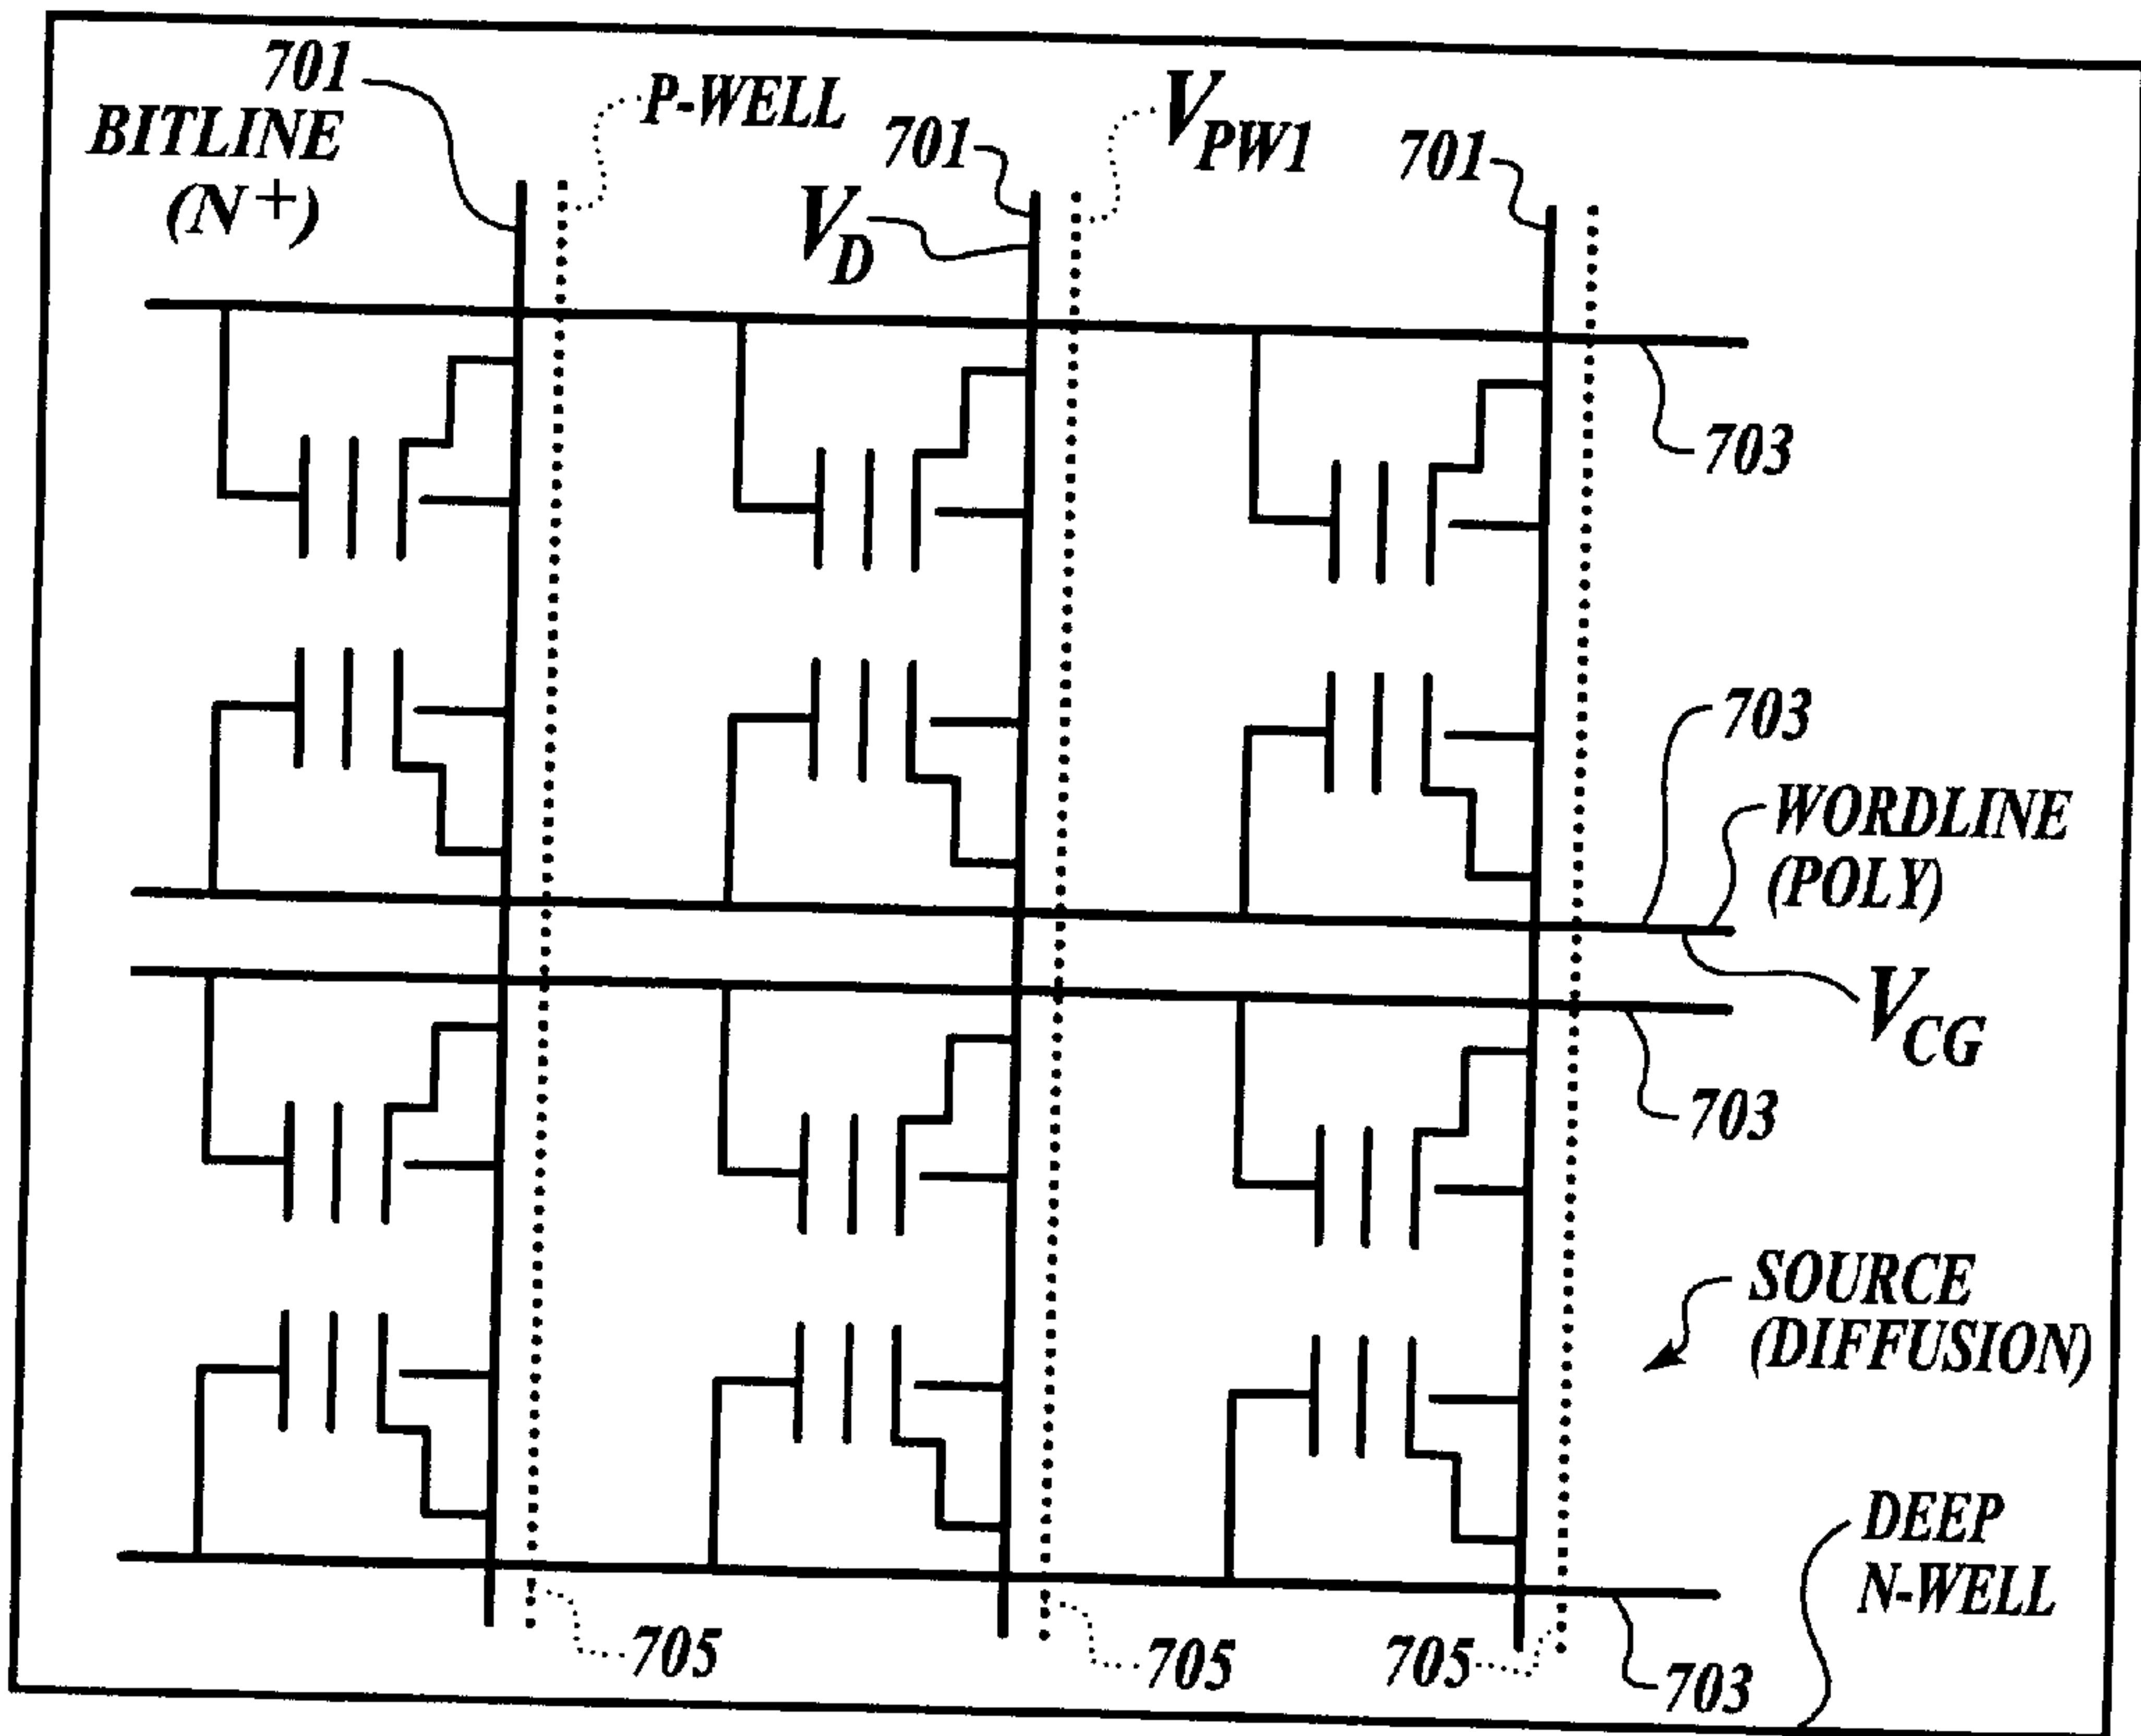 701
BITLINE
(N+)
P-WELL
701
V_D
V_PW1
701
703
703
WORDLINE
(POLY)
V_CG
703
SOURCE
(DIFFUSION)
DEEP
N-WELL
705
705
705
703